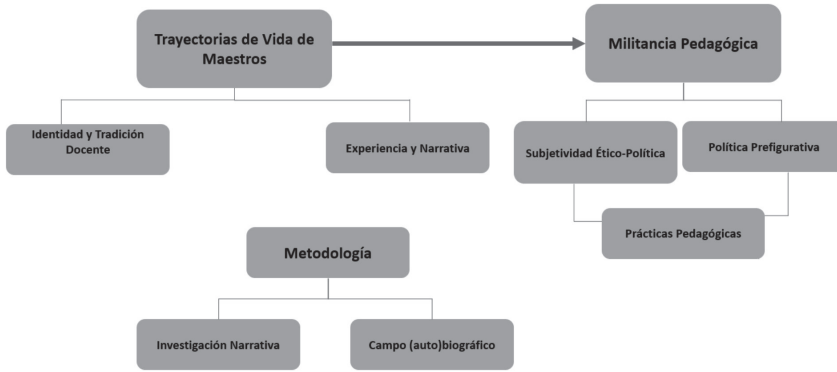 Trayectorias de Vida de
Maestros
Militancia Pedagógica
Identidad y Tradición
Docente
Experiencia y Narrativa
Subjetividad Ético-Política
Política Prefigurativa
Prácticas Pedagógicas
Metodología
Investigación Narrativa
Campo (auto)biográfico